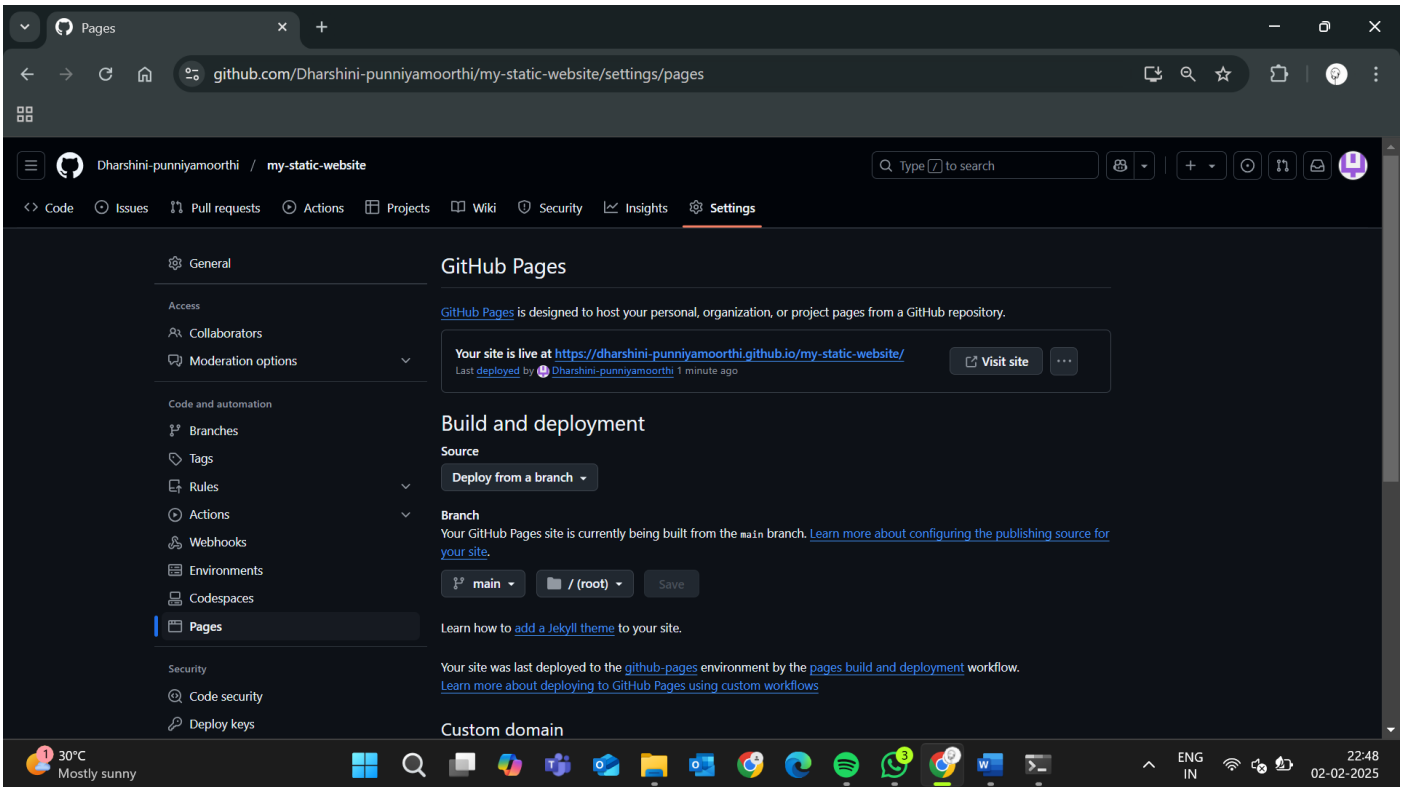 Pages
github.com/Dharshini-punniyamoorthi/my-static-website/settings/pages
Dharshini-punniyamoorthi / my-static-website
Type / to search
Code Issues Pull requests Actions Projects Wiki Security Insights Settings
General
Access
Collaborators
Moderation options
Code and automation
Branches
Tags
Rules
Actions
Webhooks
Environments
Codespaces
Pages
Security
Code security
Deploy keys
GitHub Pages
GitHub Pages is designed to host your personal, organization, or project pages from a GitHub repository.
Your site is live at https://dharshini-punniyamoorthi.github.io/my-static-website/
Last deployed by Dharshini-punniyamoorthi 1 minute ago
Visit site
Build and deployment
Source
Deploy from a branch
Branch
Your GitHub Pages site is currently being built from the main branch. Learn more about configuring the publishing source for
your site.
main / (root) Save
Learn how to add a Jekyll theme to your site.
Your site was last deployed to the github-pages environment by the pages build and deployment workflow.
Learn more about deploying to GitHub Pages using custom workflows
Custom domain
1
30°C
Mostly sunny
3
ENG
IN
22:48
02-02-2025